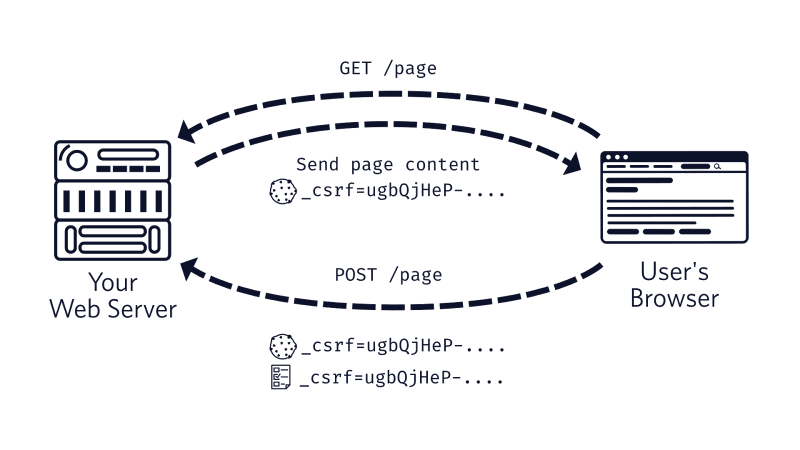 GET /page
Send page content
_csrf=ugbQjHeP-....
Your
Web Server
User's
Browser
POST /page
_csrf=ugbQjHeP-....
_csrf=ugbQjHeP-....